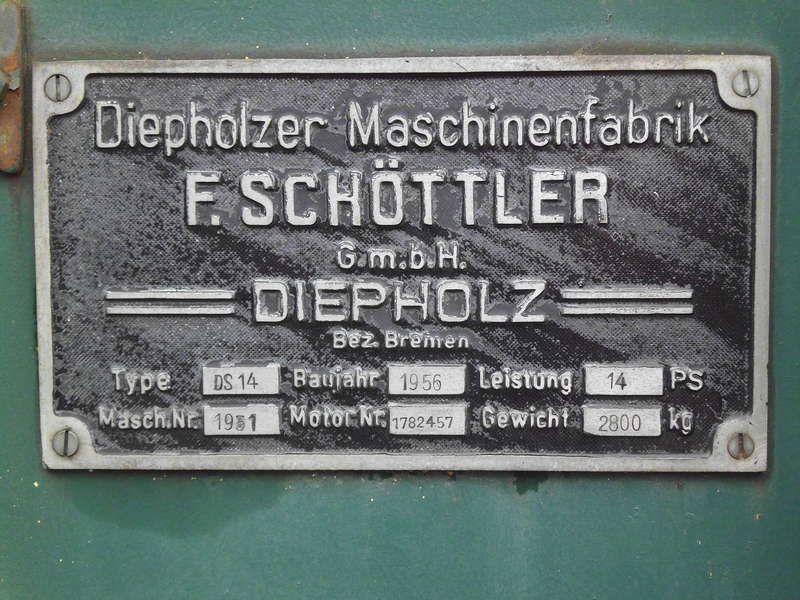 Diepholzer Maschinenfabrik
F. SCHÖTTLER
G.m.b.H.
DIEPHOLZ
Bez. Bremen
Type DS 14 Baujahr 1956 Leistung 14 PS
Masch.Nr. 1931 Motor Nr. 1782457 Gewicht 2800 kg